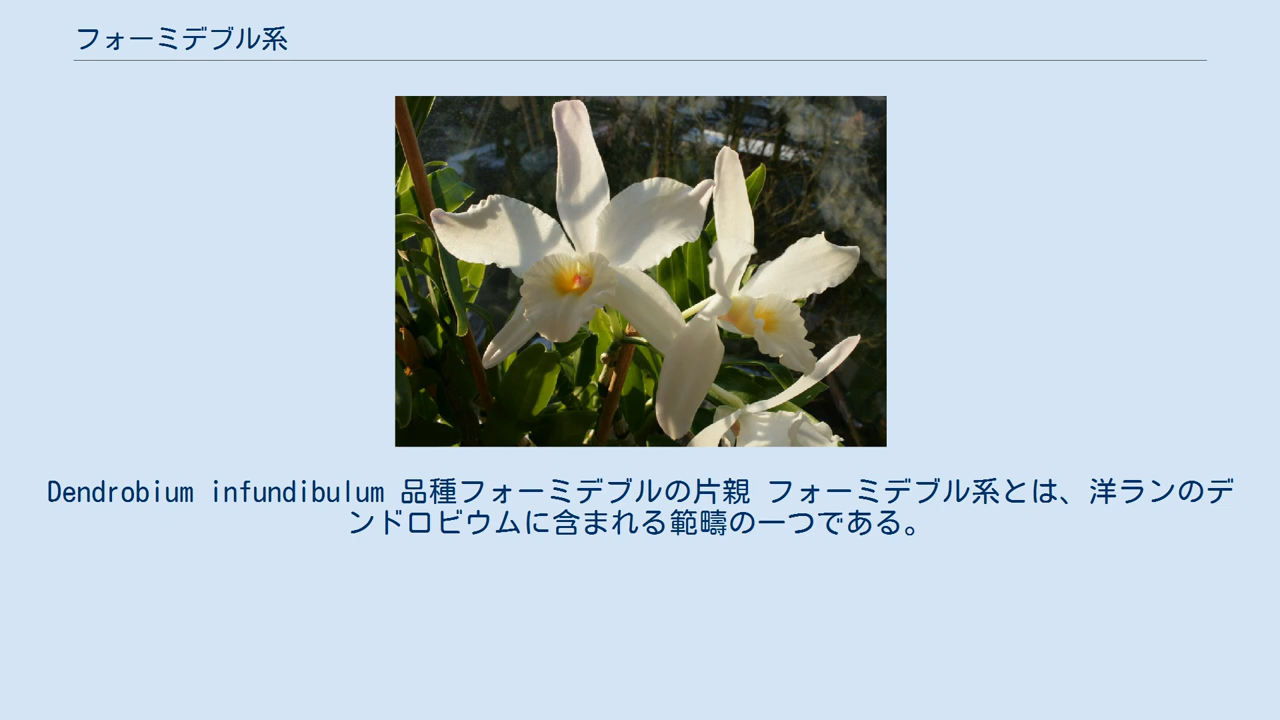 フォーミデブル系
Dendrobium infundibulum 品種フォーミデブルの片親 フォーミデブル系とは、洋ランのデ
ンドロビウムに含まれる範疇の一つである。